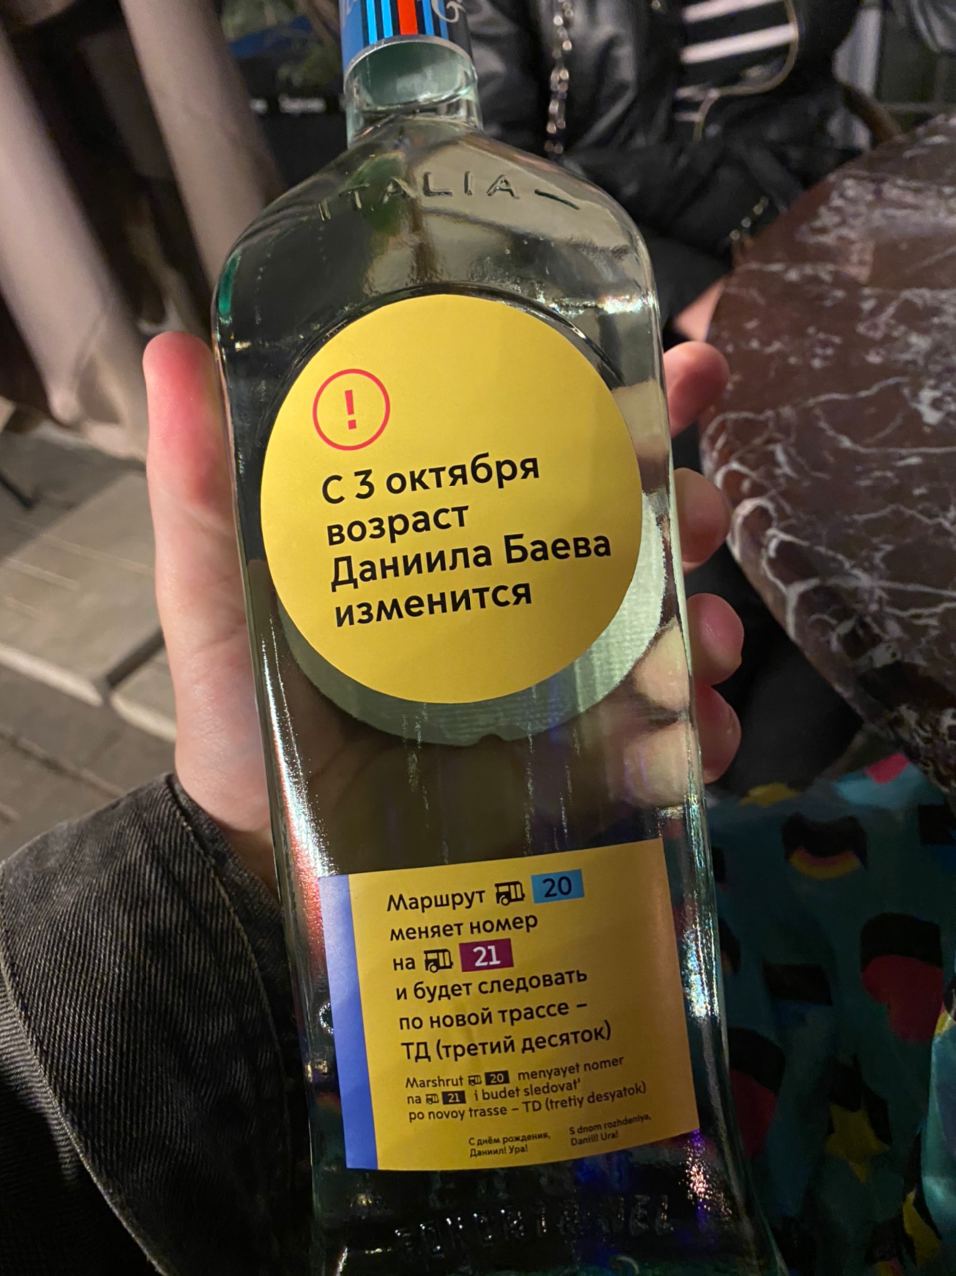 ITALIA
!
С 3 октября
возраст
Даниила Баева
изменится
Маршрут 20
меняет номер
на 21
и будет следовать
по новой трассе –
ТД (третий десяток)
Marshrut 20 menyayet nomer
na 21 i budet sledovat'
po novoy trasse – TD (tretiy desyatok)
С днём рождения,
Даниил! Ура!
S dnom rozhdeniya,
Daniil! Ura!